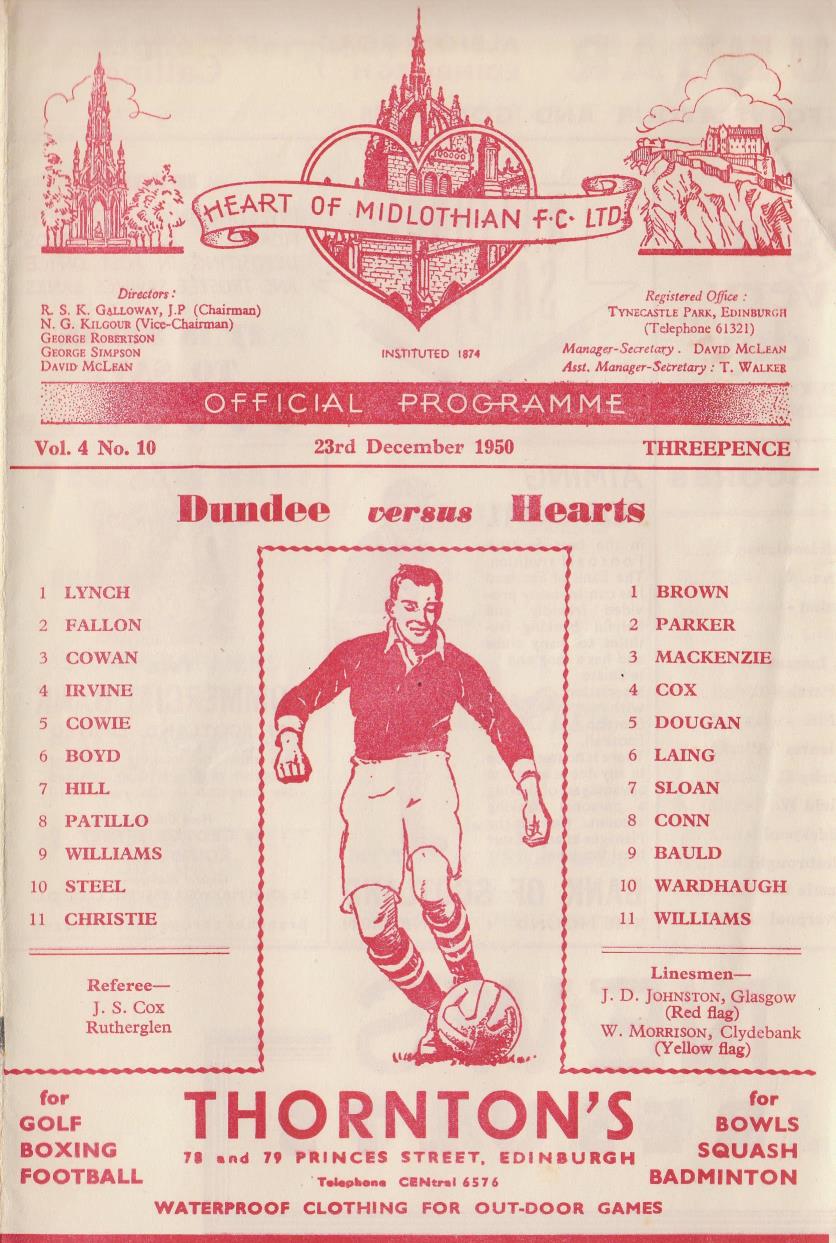 HEART OF MIDLOTHIAN F.C. LTD.
Directors :
R. S. K. GALLOWAY, J.P (Chairman)
N. G. KILGOUR (Vice-Chairman)
GEORGE ROBERTSON
GEORGE SIMPSON
DAVID MCLEAN
INSTITUTED 1874
Registered Office :
TYNECASTLE PARK, EDINBURGH
(Telephone 61321)
Manager-Secretary . DAVID MCLEAN
Asst. Manager-Secretary : T. WALKER
OFFICIAL PROGRAMME
Vol. 4 No. 10 23rd December 1950 THREEPENCE
Dundee versus Hearts
1 LYNCH
2 FALLON
3 COWAN
4 IRVINE
5 COWIE
6 BOYD
7 HILL
8 PATILLO
9 WILLIAMS
10 STEEL
11 CHRISTIE
Referee—
J. S. Cox
Rutherglen
1 BROWN
2 PARKER
3 MACKENZIE
4 COX
5 DOUGAN
6 LAING
7 SLOAN
8 CONN
9 BAULD
10 WARDHAUGH
11 WILLIAMS
Linesmen—
J. D. JOHNSTON, Glasgow
(Red flag)
W. MORRISON, Clydebank
(Yellow flag)
for
GOLF
BOXING
FOOTBALL
THORNTON'S
78 and 79 PRINCES STREET, EDINBURGH
Telephone CENtral 6576
for
BOWLS
SQUASH
BADMINTON
WATERPROOF CLOTHING FOR OUT-DOOR GAMES